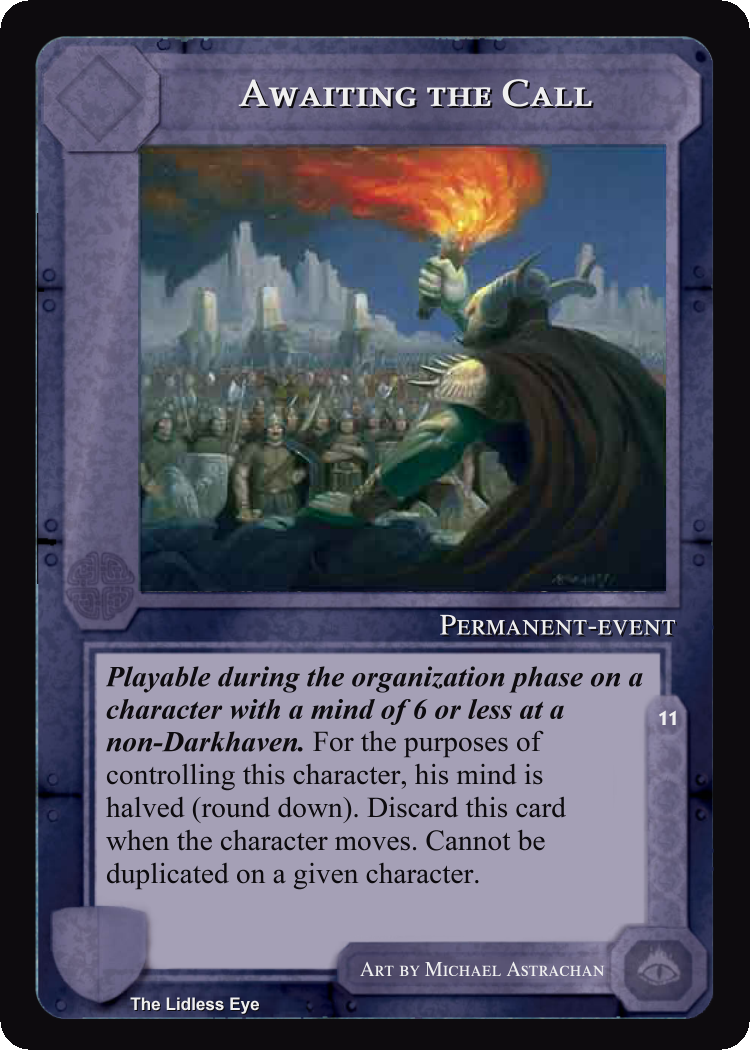 Awaiting the Call
Permanent-event
Playable during the organization phase on a
character with a mind of 6 or less at a
non-Darkhaven. For the purposes of
controlling this character, his mind is
halved (round down). Discard this card
when the character moves. Cannot be
duplicated on a given character.
11
Art by Michael Astrachan
The Lidless Eye